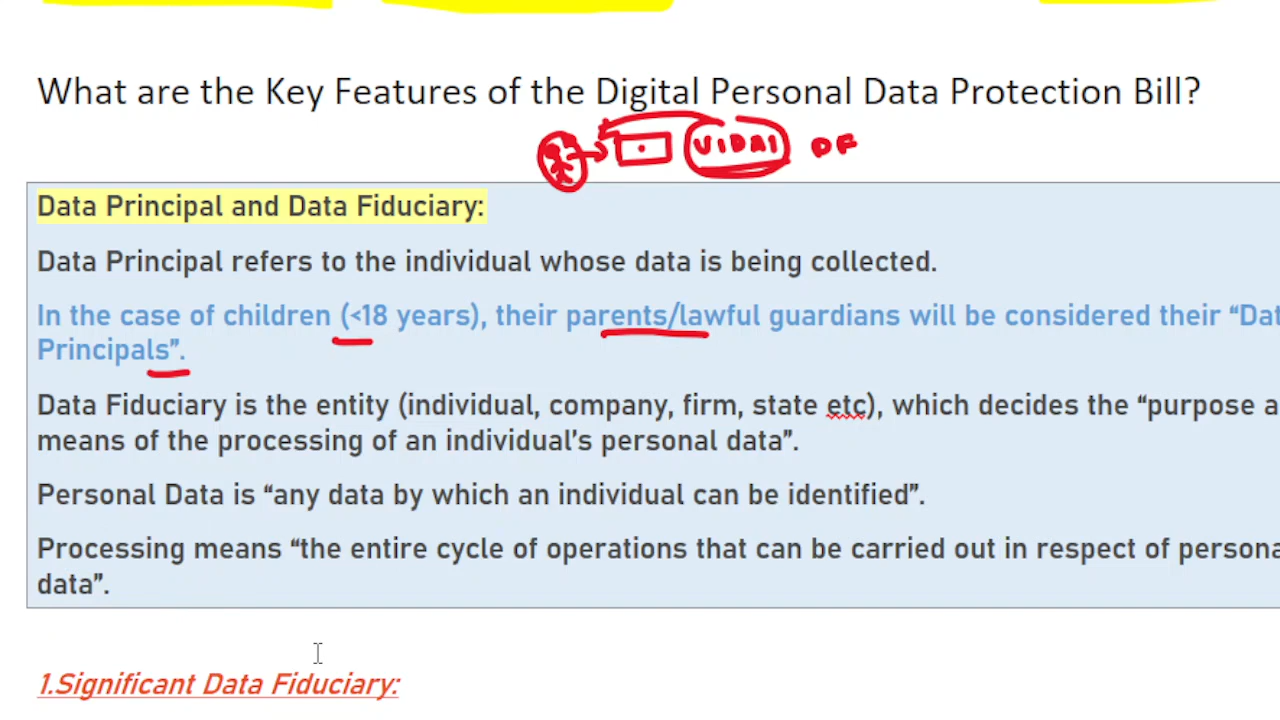 What are the Key Features of the Digital Personal Data Protection Bill?
UIDAI DF
Data Principal and Data Fiduciary:
Data Principal refers to the individual whose data is being collected.
In the case of children (<18 years), their parents/lawful guardians will be considered their “Dat
Principals”.
Data Fiduciary is the entity (individual, company, firm, state etc), which decides the “purpose a
means of the processing of an individual’s personal data”.
Personal Data is “any data by which an individual can be identified”.
Processing means “the entire cycle of operations that can be carried out in respect of persona
data”.
1.Significant Data Fiduciary: